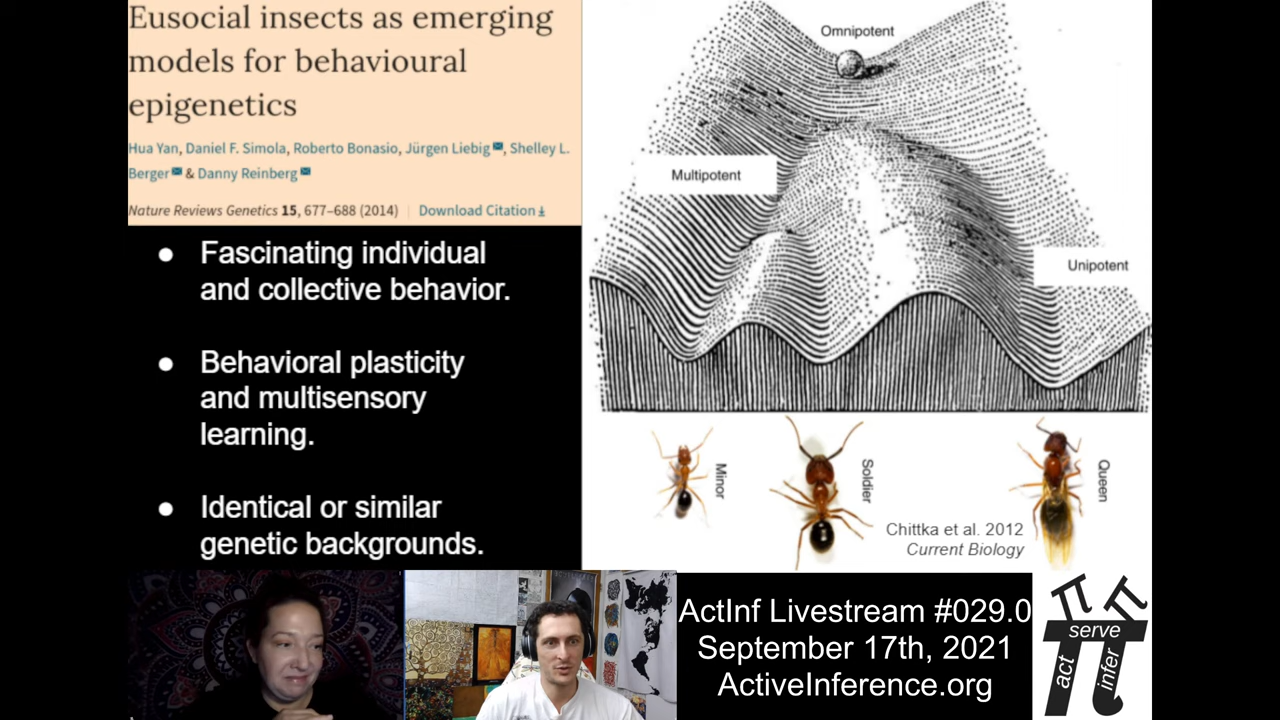 Eusocial insects as emerging
models for behavioural
epigenetics
Hua Yan, Daniel F. Simola, Roberto Bonasio, Jürgen Liebig, Shelley L.
Berger & Danny Reinberg
Nature Reviews Genetics 15, 677–688 (2014) | Download Citation
● Fascinating individual
and collective behavior.
● Behavioral plasticity
and multisensory
learning.
● Identical or similar
genetic backgrounds.
Omnipotent
Multipotent
Unipotent
Minor
Soldier
Queen
Chittka et al. 2012
Current Biology
ActInf Livestream #029.0
September 17th, 2021
ActiveInference.org
serve
act
infer